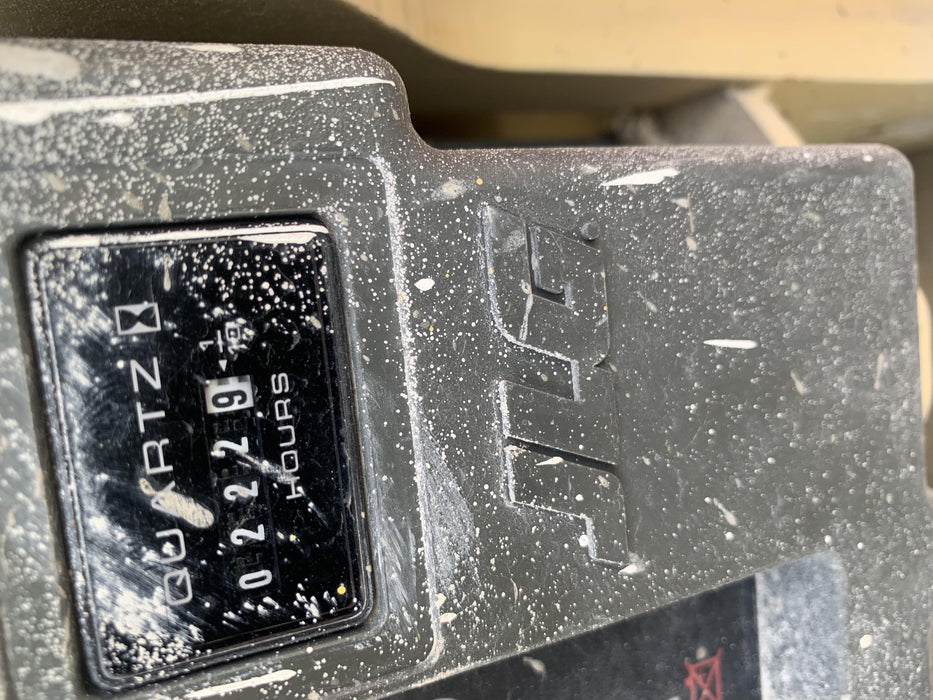 QUARTZ
02229 1/10
HOURS
JLG